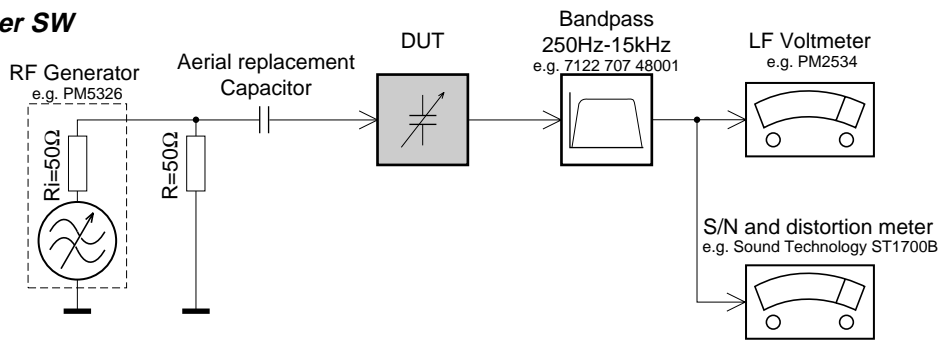 er SW
RF Generator
e.g. PM5326
Ri=50Ω
R=50Ω
Aerial replacement
Capacitor
DUT
Bandpass
250Hz-15kHz
e.g. 7122 707 48001
LF Voltmeter
e.g. PM2534
S/N and distortion meter
e.g. Sound Technology ST1700B